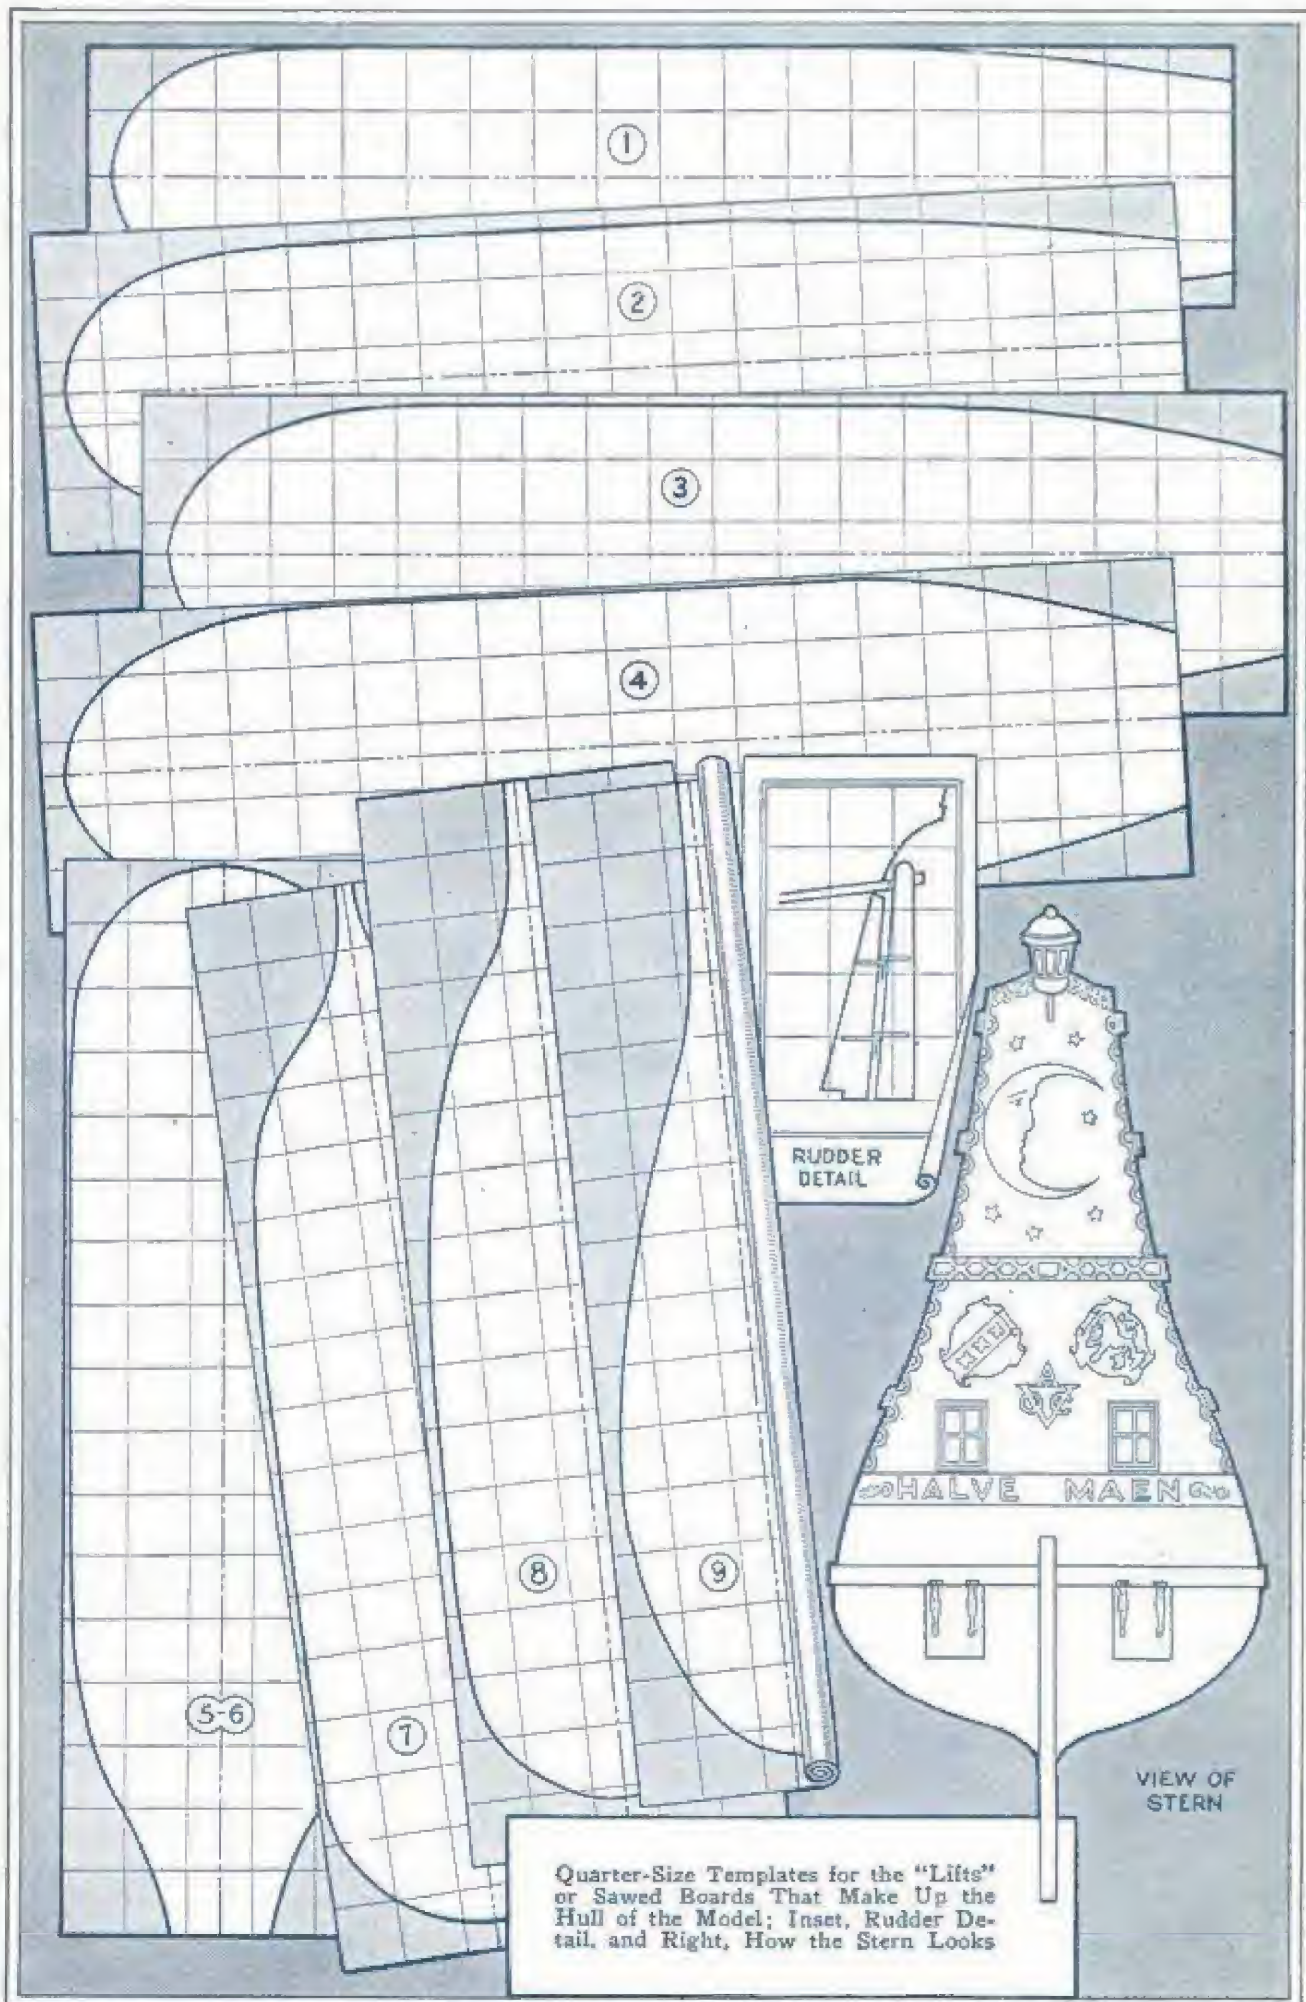 1
2
3
4
RUDDER
DETAIL
HALVE MAEN
8
9
5-6
7
VIEW OF
STERN
Quarter-Size Templates for the "Lifts"
or Sawed Boards That Make Up the
Hull of the Model; Inset, Rudder De-
tail, and Right, How the Stern Looks